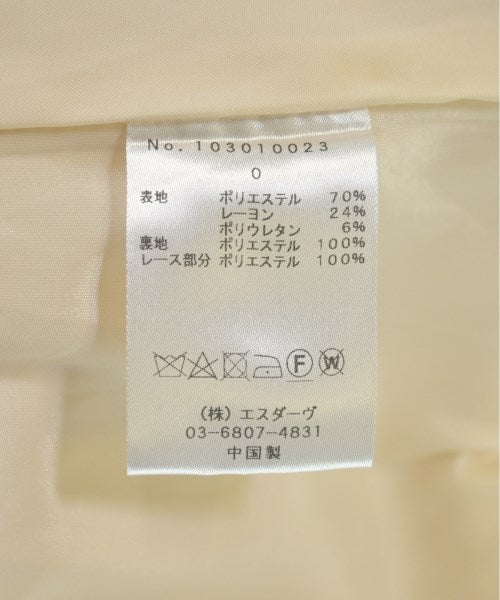 No. 103010023
0
表地 ポリエステル 70%
レーヨン 24%
ポリウレタン 6%
裏地 ポリエステル 100%
レース部分 ポリエステル 100%
F W
(株) エスダーヴ
03-6807-4831
中国製